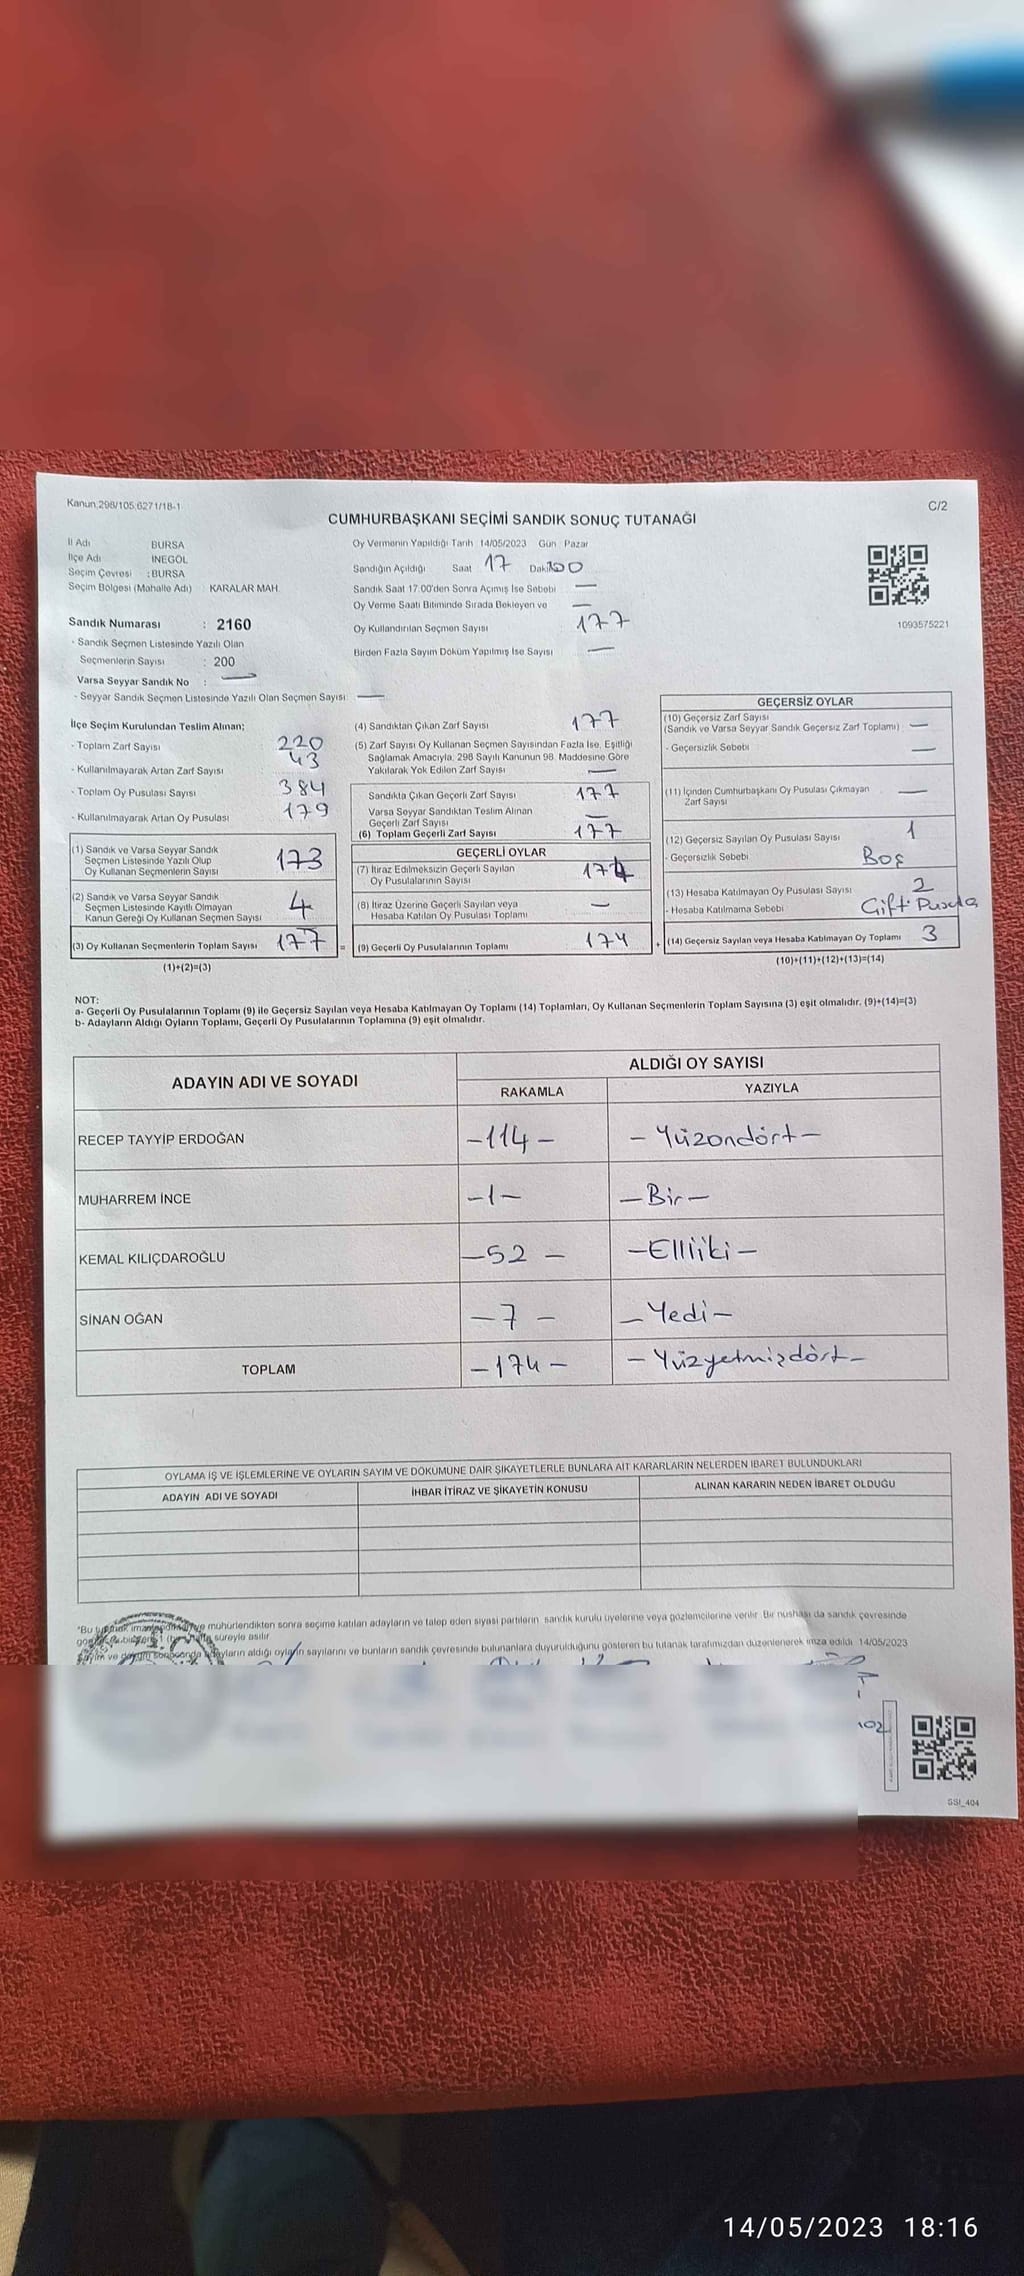 Kanun.298/105.6271/18-1
C/2
CUMHURBAŞKANI SEÇİMİ SANDIK SONUÇ TUTANAĞI
İl Adı BURSA
İlçe Adı İNEGÖL
Seçim Çevresi : BURSA
Seçim Bölgesi (Mahalle Adı) KARALAR MAH.
Sandık Numarası : 2160
- Sandık Seçmen Listesinde Yazılı Olan
Seçmenlerin Sayısı : 200
Varsa Seyyar Sandık No : —
- Seyyar Sandık Seçmen Listesinde Yazılı Olan Seçmen Sayısı —
Oy Vermenin Yapıldığı Tarih 14/05/2023 Gün Pazar
Sandığın Açıldığı Saat 17 00
Sandık Saat 17.00'den Sonra Açılmış İse Sebebi —
Oy Verme Saati Bitiminde Sırada Bekleyen ve —
Oy Kullandırılan Seçmen Sayısı 177
Birden Fazla Sayım Döküm Yapılmış İse Sayısı —
1093575221
İlçe Seçim Kurulundan Teslim Alınan;
- Toplam Zarf Sayısı 220
- Kullanılmayarak Artan Zarf Sayısı 43
- Toplam Oy Pusulası Sayısı 384
- Kullanılmayarak Artan Oy Pusulası 179
(1) Sandık ve Varsa Seyyar Sandık
Seçmen Listesinde Yazılı Olup
Oy Kullanan Seçmenlerin Sayısı 173
(2) Sandık ve Varsa Seyyar Sandık
Seçmen Listesinde Kayıtlı Olmayan
Kanun Gereği Oy Kullanan Seçmen Sayısı 4
(3) Oy Kullanan Seçmenlerin Toplam Sayısı 177 =
(1)+(2)=(3)
(4) Sandıktan Çıkan Zarf Sayısı 177
(5) Zarf Sayısı Oy Kullanan Seçmen Sayısından Fazla İse, Eşitliği
Sağlamak Amacıyla, 298 Sayılı Kanunun 98. Maddesine Göre
Yakılarak Yok Edilen Zarf Sayısı —
Sandıkta Çıkan Geçerli Zarf Sayısı 177
Varsa Seyyar Sandıktan Teslim Alınan
Geçerli Zarf Sayısı —
(6) Toplam Geçerli Zarf Sayısı 177
GEÇERLİ OYLAR
(7) İtiraz Edilmeksizin Geçerli Sayılan
Oy Pusulalarının Sayısı 174
(8) İtiraz Üzerine Geçerli Sayılan veya
Hesaba Katılan Oy Pusulası Toplamı —
(9) Geçerli Oy Pusulalarının Toplamı 174 +
GEÇERSİZ OYLAR
(10) Geçersiz Zarf Sayısı
(Sandık ve Varsa Seyyar Sandık Geçersiz Zarf Toplamı) —
- Geçersizlik Sebebi —
(11) İçinden Cumhurbaşkanı Oy Pusulası Çıkmayan
Zarf Sayısı —
(12) Geçersiz Sayılan Oy Pusulası Sayısı 1
- Geçersizlik Sebebi Boş
(13) Hesaba Katılmayan Oy Pusulası Sayısı 2
- Hesaba Katılmama Sebebi Çift Pusula
(14) Geçersiz Sayılan veya Hesaba Katılmayan Oy Toplamı 3
(10)+(11)+(12)+(13)=(14)
NOT:
a- Geçerli Oy Pusulalarının Toplamı (9) ile Geçersiz Sayılan veya Hesaba Katılmayan Oy Toplamı (14) Toplamları, Oy Kullanan Seçmenlerin Toplam Sayısına (3) eşit olmalıdır. (9)+(14)=(3)
b- Adayların Aldığı Oyların Toplamı, Geçerli Oy Pusulalarının Toplamına (9) eşit olmalıdır.
ADAYIN ADI VE SOYADI ALDIĞI OY SAYISI
RAKAMLA YAZIYLA
RECEP TAYYİP ERDOĞAN -114- -Yüzondört-
MUHARREM İNCE -1- -Bir-
KEMAL KILIÇDAROĞLU -52- -Elliiki-
SİNAN OĞAN -7- -Yedi-
TOPLAM -174- -Yüzyetmişdört-
OYLAMA İŞ VE İŞLEMLERİNE VE OYLARIN SAYIM VE DÖKÜMÜNE DAİR ŞİKAYETLERLE BUNLARA AİT KARARLARIN NELERDEN İBARET BULUNDUKLARI
ADAYIN ADI VE SOYADI İHBAR İTİRAZ VE ŞİKAYETİN KONUSU ALINAN KARARIN NEDEN İBARET OLDUĞU
"Bu mühürlendikten sonra seçime katılan adayların ve talep eden siyasi partilerin sandık kurulu üyelerine veya gözlemcilerine verilir. Bir nüshası da sandık çevresinde
süreyle asılır
Sayım ve aldığı oyların sayılarını ve bunların sandık çevresinde bulunanlara duyurulduğunu gösteren bu tutanak tarafımızdan düzenlenerek imza edildi 14/05/2023
SSI_404
14/05/2023 18:16